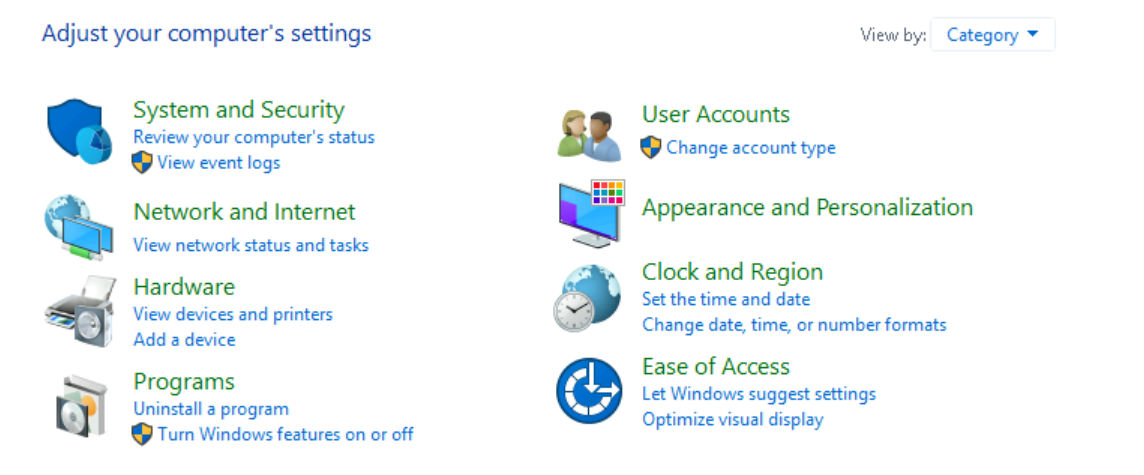 Adjust your computer's settings
View by: Category
System and Security
Review your computer's status
View event logs
Network and Internet
View network status and tasks
Hardware
View devices and printers
Add a device
Programs
Uninstall a program
Turn Windows features on or off
User Accounts
Change account type
Appearance and Personalization
Clock and Region
Set the time and date
Change date, time, or number formats
Ease of Access
Let Windows suggest settings
Optimize visual display